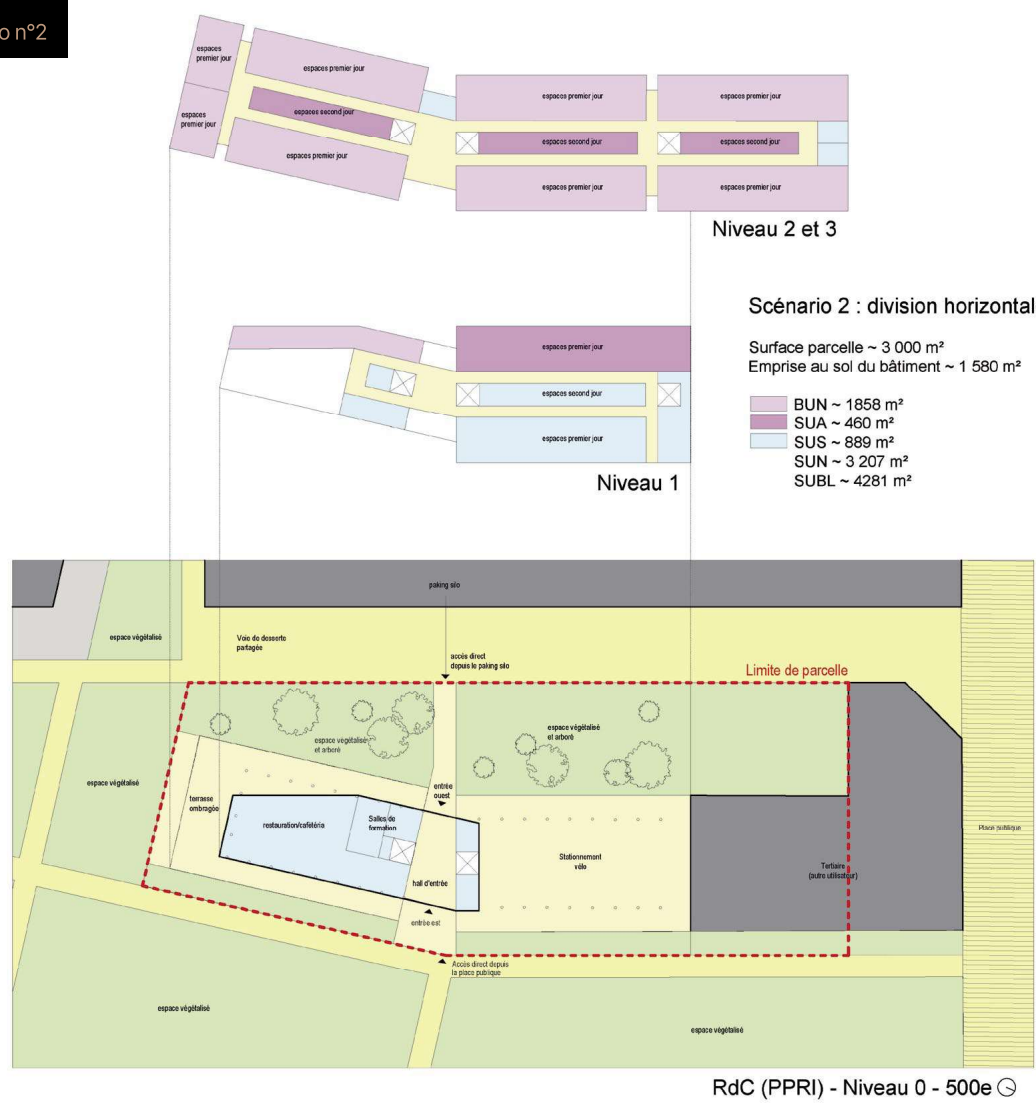 o n°2
espaces
premier jour
espaces premier jour
espaces premier jour
espaces premier jour
espaces second jour
espaces
premier jour
espaces second jour
espaces second jour
espaces premier jour
espaces premier jour
espaces premier jour
Niveau 2 et 3
Scénario 2 : division horizontal
Surface parcelle ~ 3 000 m²
Emprise au sol du bâtiment ~ 1 580 m²
BUN ~ 1858 m²
SUA ~ 460 m²
SUS ~ 889 m²
SUN ~ 3 207 m²
SUBL ~ 4281 m²
espaces premier jour
espaces second jour
espaces premier jour
Niveau 1
paking silo
espace végétalisé
Voie de desserte
partagée
accès direct
depuis le paking silo
Limite de parcelle
espace végétalisé
et arboré
espace végétalisé
et arboré
espace végétalisé
terrasse
ombragée
entrée
ouest
restauration/cafétéria
Salles de
formation
Stationnement
vélo
Tertiaire
(autre utilisateur)
Place publique
hall d'entrée
entrée est
Accès direct depuis
la place publique
espace végétalisé
espace végétalisé
RdC (PPRI) - Niveau 0 - 500e